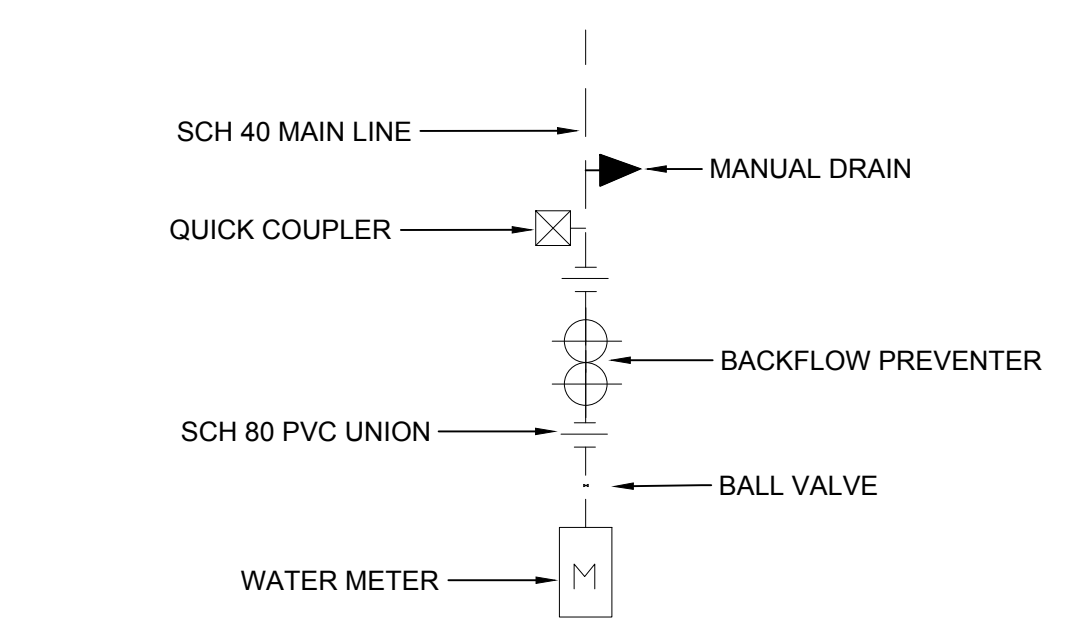 SCH 40 MAIN LINE
MANUAL DRAIN
QUICK COUPLER
BACKFLOW PREVENTER
SCH 80 PVC UNION
BALL VALVE
WATER METER
M